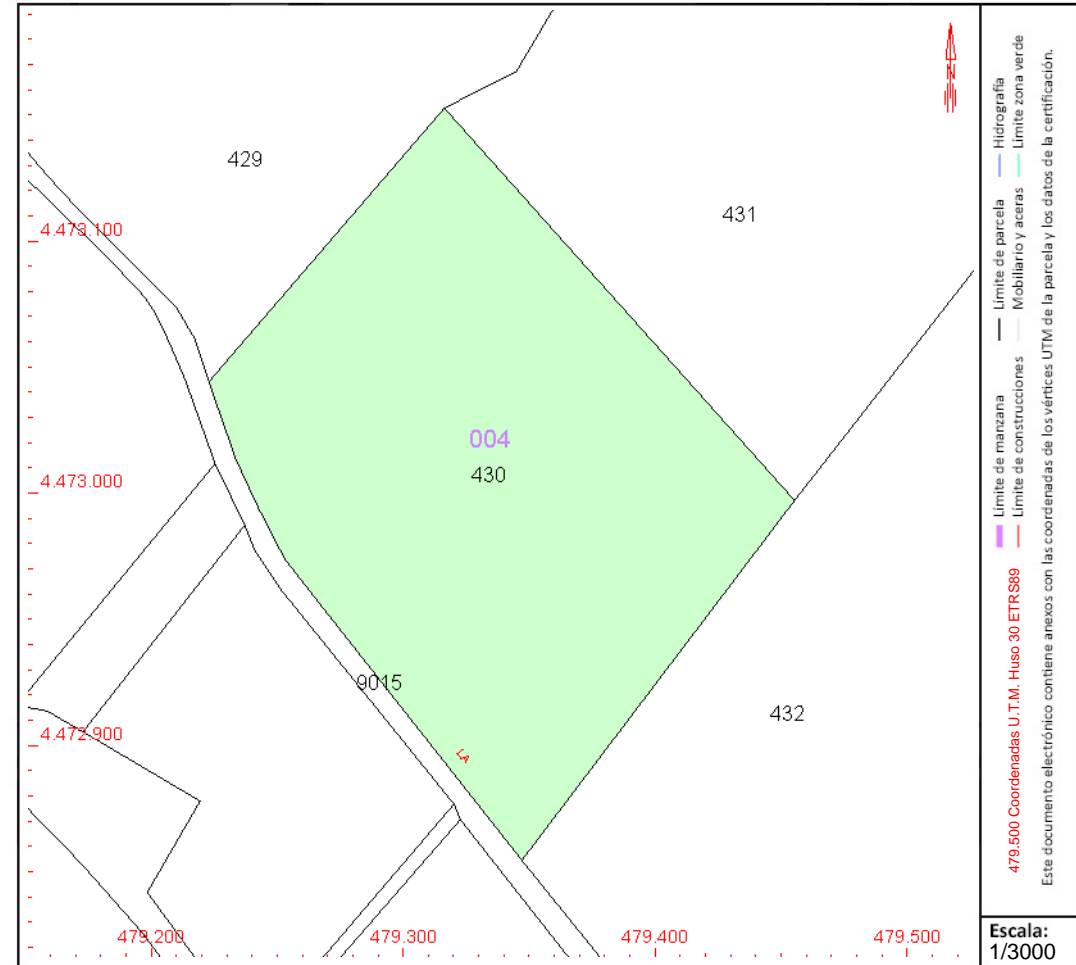 429
431
4.473.100
004
430
4.473.000
9015
432
4.472.900
LA
479.200
479.300
479.400
479.500
N
Hidrografía
Límite zona verde
Límite de parcela
Mobiliario y aceras
Límite de manzana
Límite de construcciones
479.500 Coordenadas U.T.M. Huso 30 ETRS89
Este documento electrónico contiene anexos con las coordenadas de los vértices UTM de la parcela y los datos de la certificación.
Escala:
1/3000